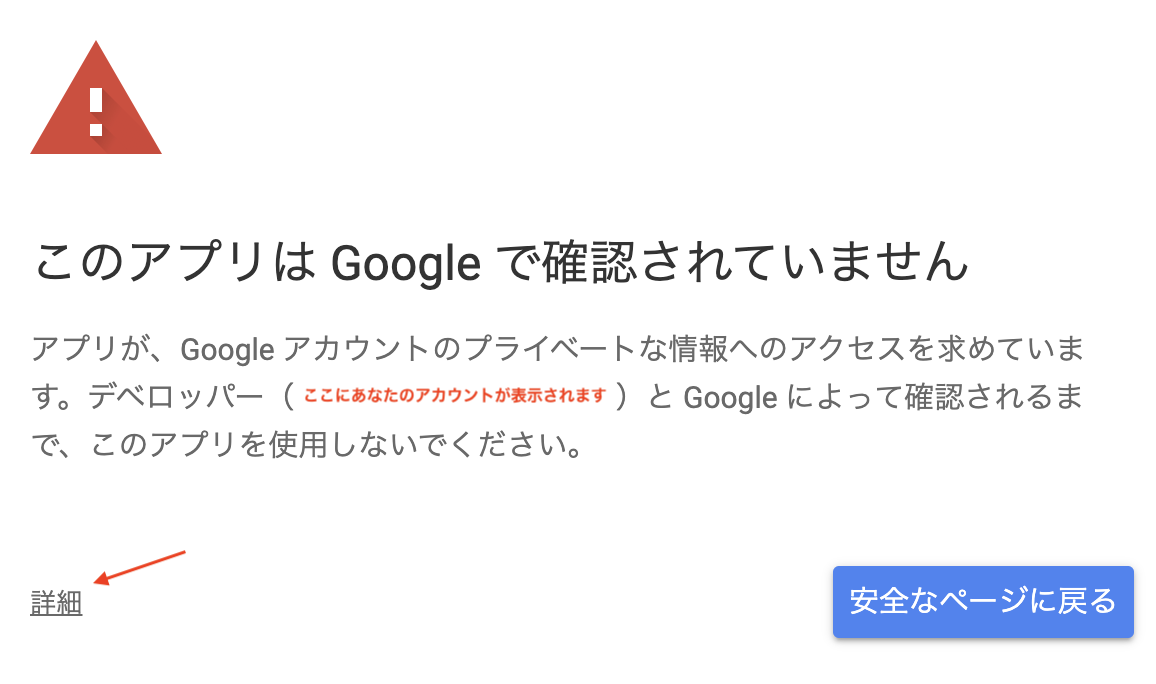 このアプリは Google で確認されていません
アプリが、Google アカウントのプライベートな情報へのアクセスを求めていま
す。デベロッパー（ ここにあなたのアカウントが表示されます ）と Google によって確認されるま
で、このアプリを使用しないでください。
詳細
安全なページに戻る